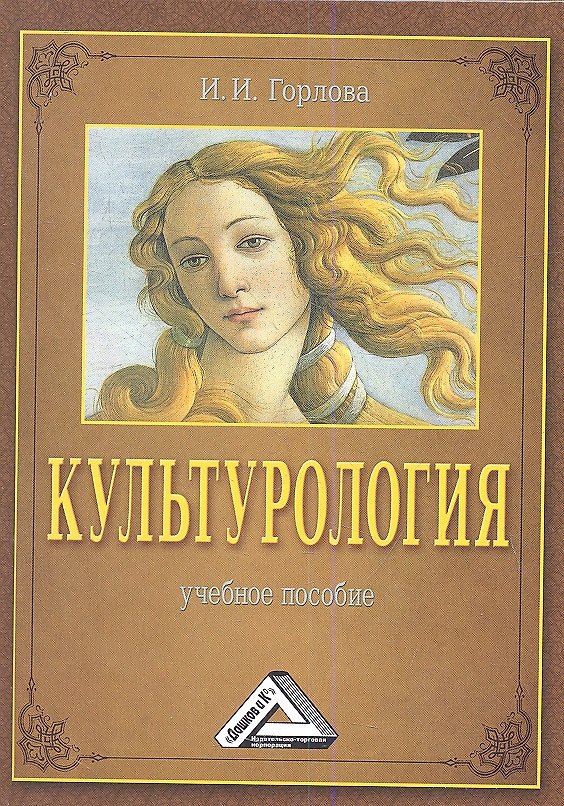 И. И. Горлова
КУЛЬТУРОЛОГИЯ
учебное пособие
«Дашков и К°»
Издательско-торговая
корпорация